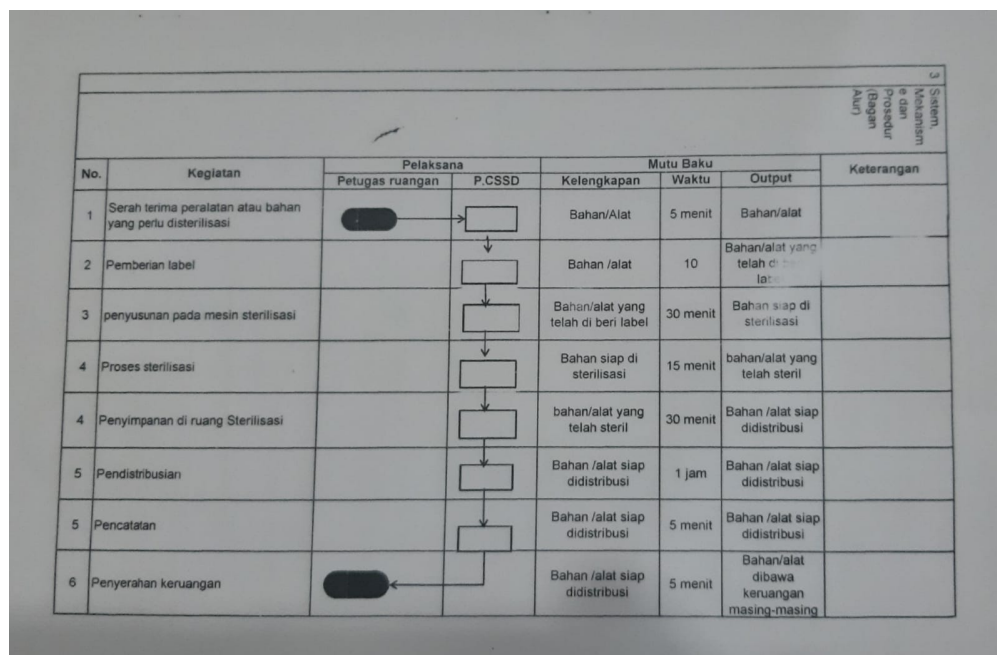 3 Sistem,
Mekanism
e dan
Prosedur
(Bagan
Alur)
No. Kegiatan Pelaksana Mutu Baku Keterangan
Petugas ruangan P.CSSD Kelengkapan Waktu Output
1 Serah terima peralatan atau bahan
yang perlu disterilisasi
Bahan/Alat 5 menit Bahan/alat
2 Pemberian label Bahan /alat 10 Bahan/alat yang
telah
3 penyusunan pada mesin sterilisasi Bahan/alat yang
telah di beri label
30 menit Bahan siap di
sterilisasi
4 Proses sterilisasi Bahan siap di
sterilisasi
15 menit bahan/alat yang
telah steril
4 Penyimpanan di ruang Sterilisasi bahan/alat yang
telah steril
30 menit Bahan /alat siap
didistribusi
5 Pendistribusian Bahan /alat siap
didistribusi
1 jam Bahan /alat siap
didistribusi
5 Pencatatan Bahan /alat siap
didistribusi
5 menit Bahan /alat siap
didistribusi
6 Penyerahan keruangan Bahan /alat siap
didistribusi
5 menit Bahan/alat
dibawa
keruangan
masing-masing